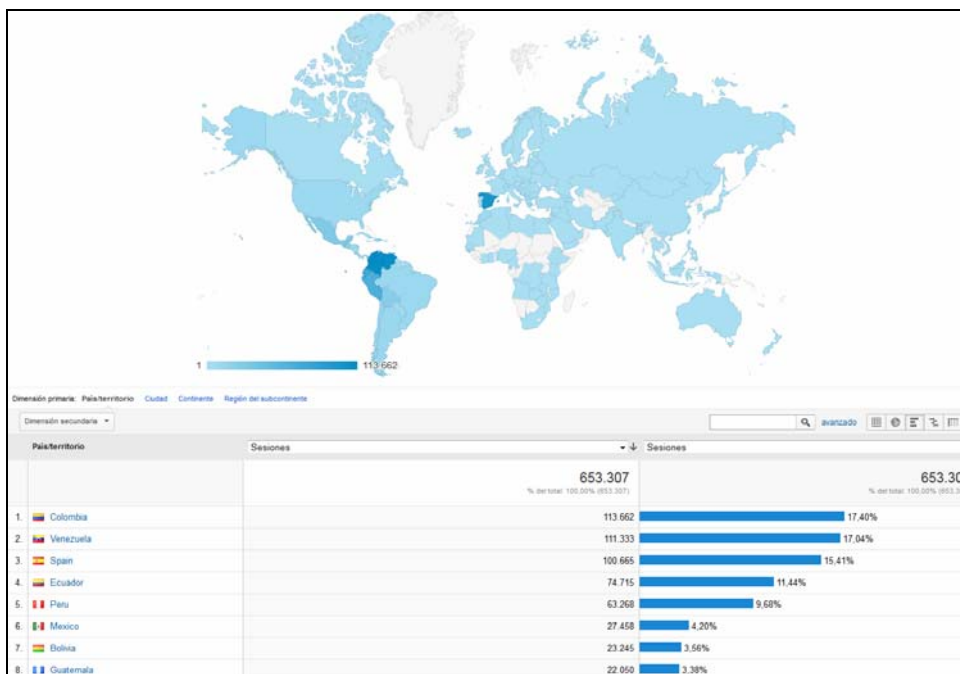 1 113.662
Dimensión primaria: País/territorio Ciudad Continente Región del subcontinente
Dimensión secundaria avanzado
País/territorio Sesiones Sesiones
653.307 653.30
% del total: 100,00% (653.307) % del total: 100,00% (653.3
1. Colombia 113.662 17,40%
2. Venezuela 111.333 17,04%
3. Spain 100.665 15,41%
4. Ecuador 74.715 11,44%
5. Peru 63.268 9,68%
6. Mexico 27.458 4,20%
7. Bolivia 23.245 3,56%
8. Guatemala 22.050 3,38%